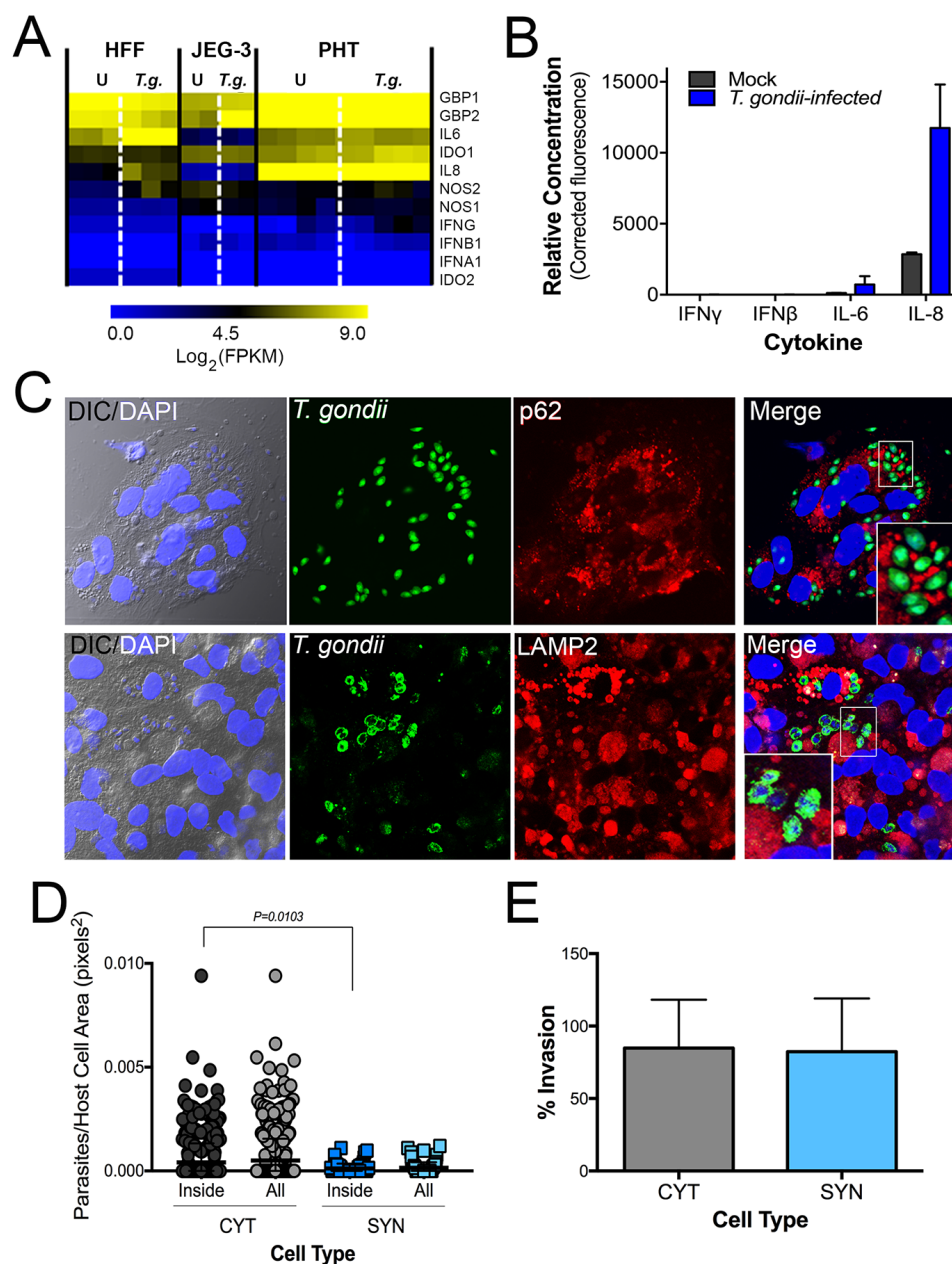 A
HFF JEG-3 PHT
U T.g. U T.g. U T.g.
GBP1
GBP2
IL6
IDO1
IL8
NOS2
NOS1
IFNG
IFNB1
IFNA1
IDO2
0.0 4.5 9.0
Log2(FPKM)
B
Mock
T. gondii-infected
Relative Concentration
(Corrected fluorescence)
15000
10000
5000
0
IFNγ IFNβ IL-6 IL-8
Cytokine
C
DIC/DAPI T. gondii p62 Merge
DIC/DAPI T. gondii LAMP2 Merge
D
Parasites/Host Cell Area (pixels²)
P=0.0103
0.010
0.005
0.000
Inside All Inside All
CYT SYN
Cell Type
E
% Invasion
150
100
50
0
CYT SYN
Cell Type